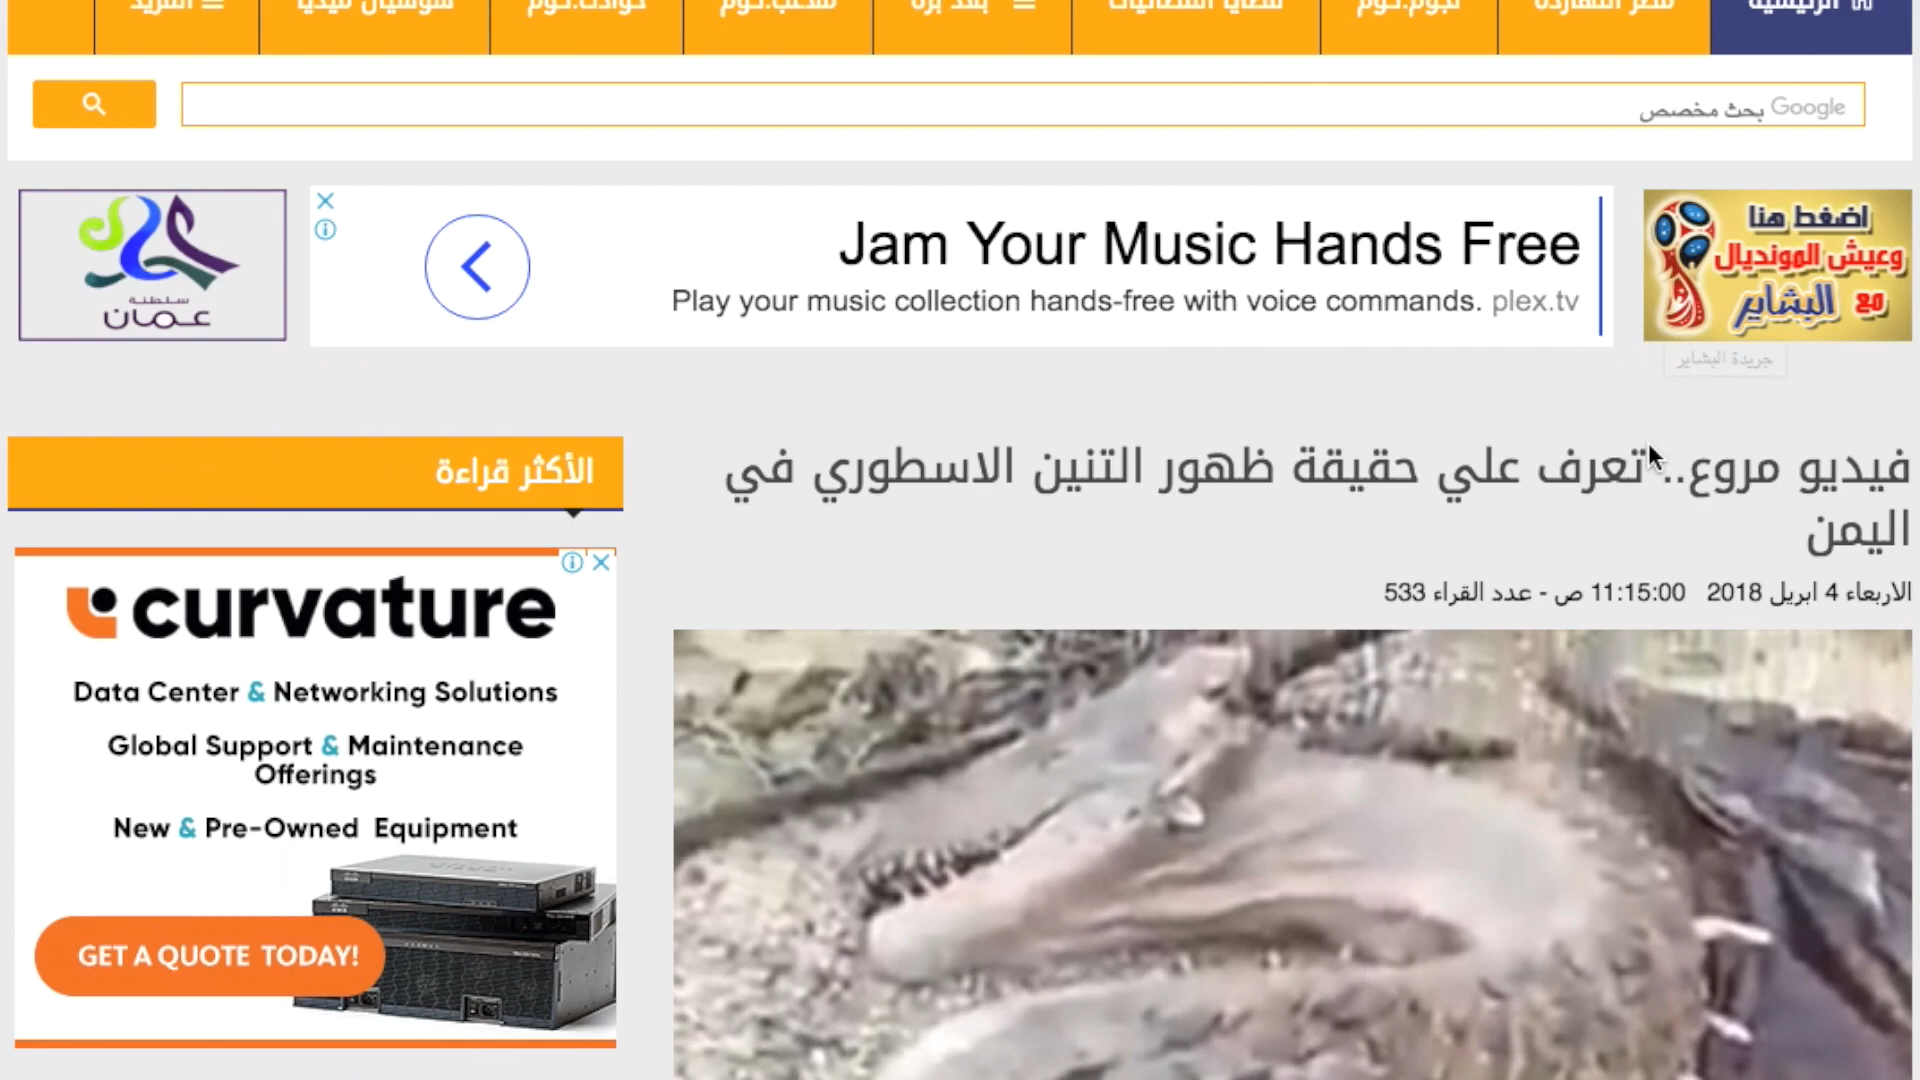 بحث مخصص Google
اضغط هنا
وعيش المونديال
مع البشاير
جريدة البشاير
Jam Your Music Hands Free
Play your music collection hands-free with voice commands. plex.tv
سلطنة
عمان
فيديو مروع.. تعرف علي حقيقة ظهور التنين الاسطوري في
اليمن
الاربعاء 4 ابريل 2018 11:15:00 ص - عدد القراء 533
الأكثر قراءة
curvature
Data Center & Networking Solutions
Global Support & Maintenance
Offerings
New & Pre-Owned Equipment
GET A QUOTE TODAY!